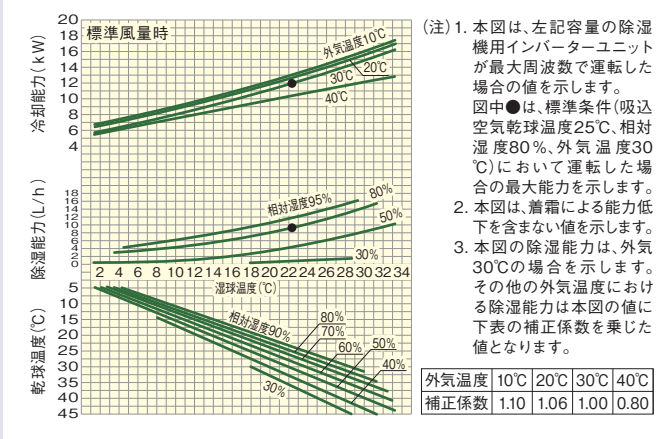 標準風量時
冷却能力(kW)
20
18
16
14
12
10
8
6
4
外気温度10℃
20℃
30℃
40℃
除湿能力(L/h)
18
16
14
12
10
8
6
4
2
0
相対湿度95%
80%
50%
30%
2 4 6 8 10 12 14 16 18 20 22 24 26 28 30 32 34
湿球温度(℃)
乾球温度(℃)
5
10
15
20
25
30
35
40
45
相対湿度90%
80%
70%
60%
50%
40%
30%
(注)1. 本図は、左記容量の除湿
機用インバーターユニット
が最大周波数で運転した
場合の値を示します。
図中●は、標準条件(吸込
空気乾球温度25℃、相対
湿度80%、外気温度30
℃)において運転した場
合の最大能力を示します。
2. 本図は、着霜による能力低
下を含まない値を示します。
3. 本図の除湿能力は、外気
30℃の場合を示します。
その他の外気温度におけ
る除湿能力は本図の値に
下表の補正係数を乗じた
値となります。
外気温度 10℃ 20℃ 30℃ 40℃
補正係数 1.10 1.06 1.00 0.80